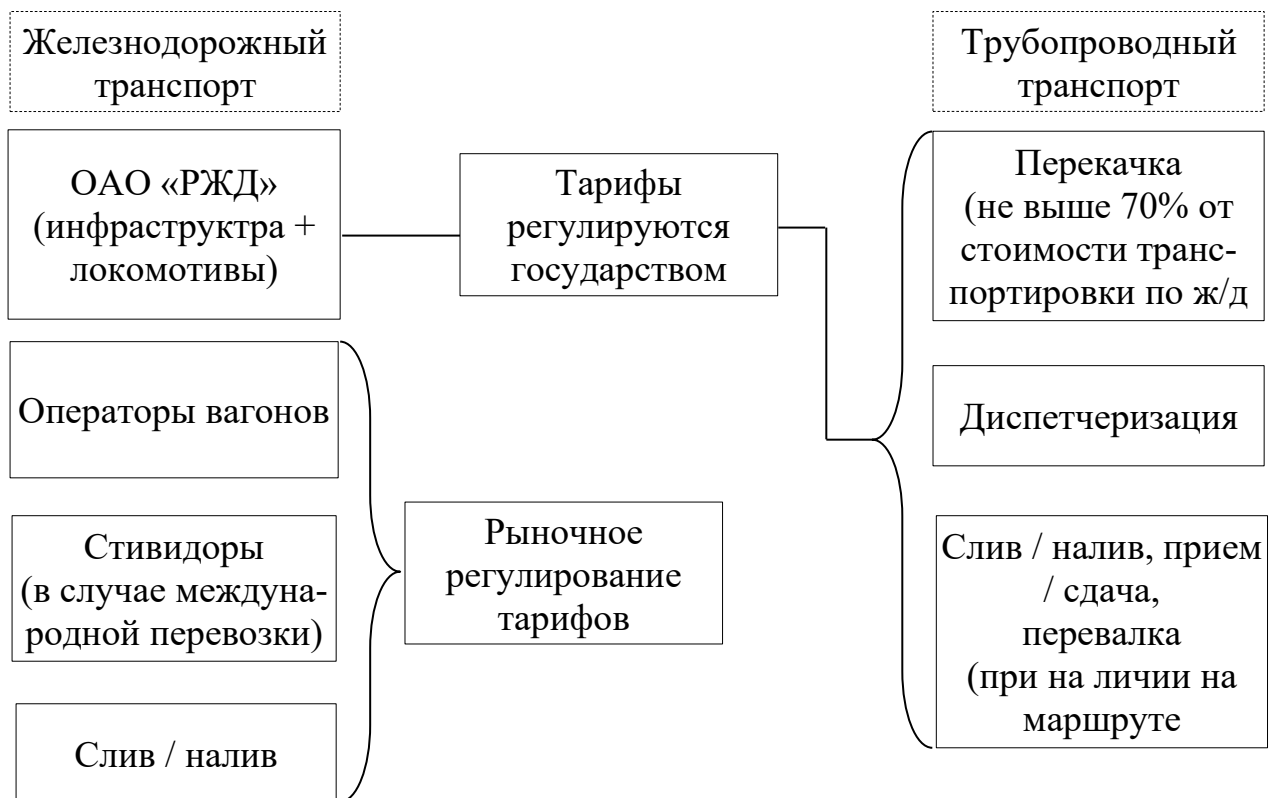 Железнодорожный
транспорт
Трубопроводный
транспорт
ОАО «РЖД»
(инфраструктра +
локомотивы)
Тарифы
регулируются
государством
Перекачка
(не выше 70% от
стоимости транс-
портировки по ж/д
Операторы вагонов
Диспетчеризация
Стивидоры
(в случае междуна-
родной перевозки)
Рыночное
регулирование
тарифов
Слив / налив, прием
/ сдача,
перевалка
(при на личии на
маршруте
Слив / налив